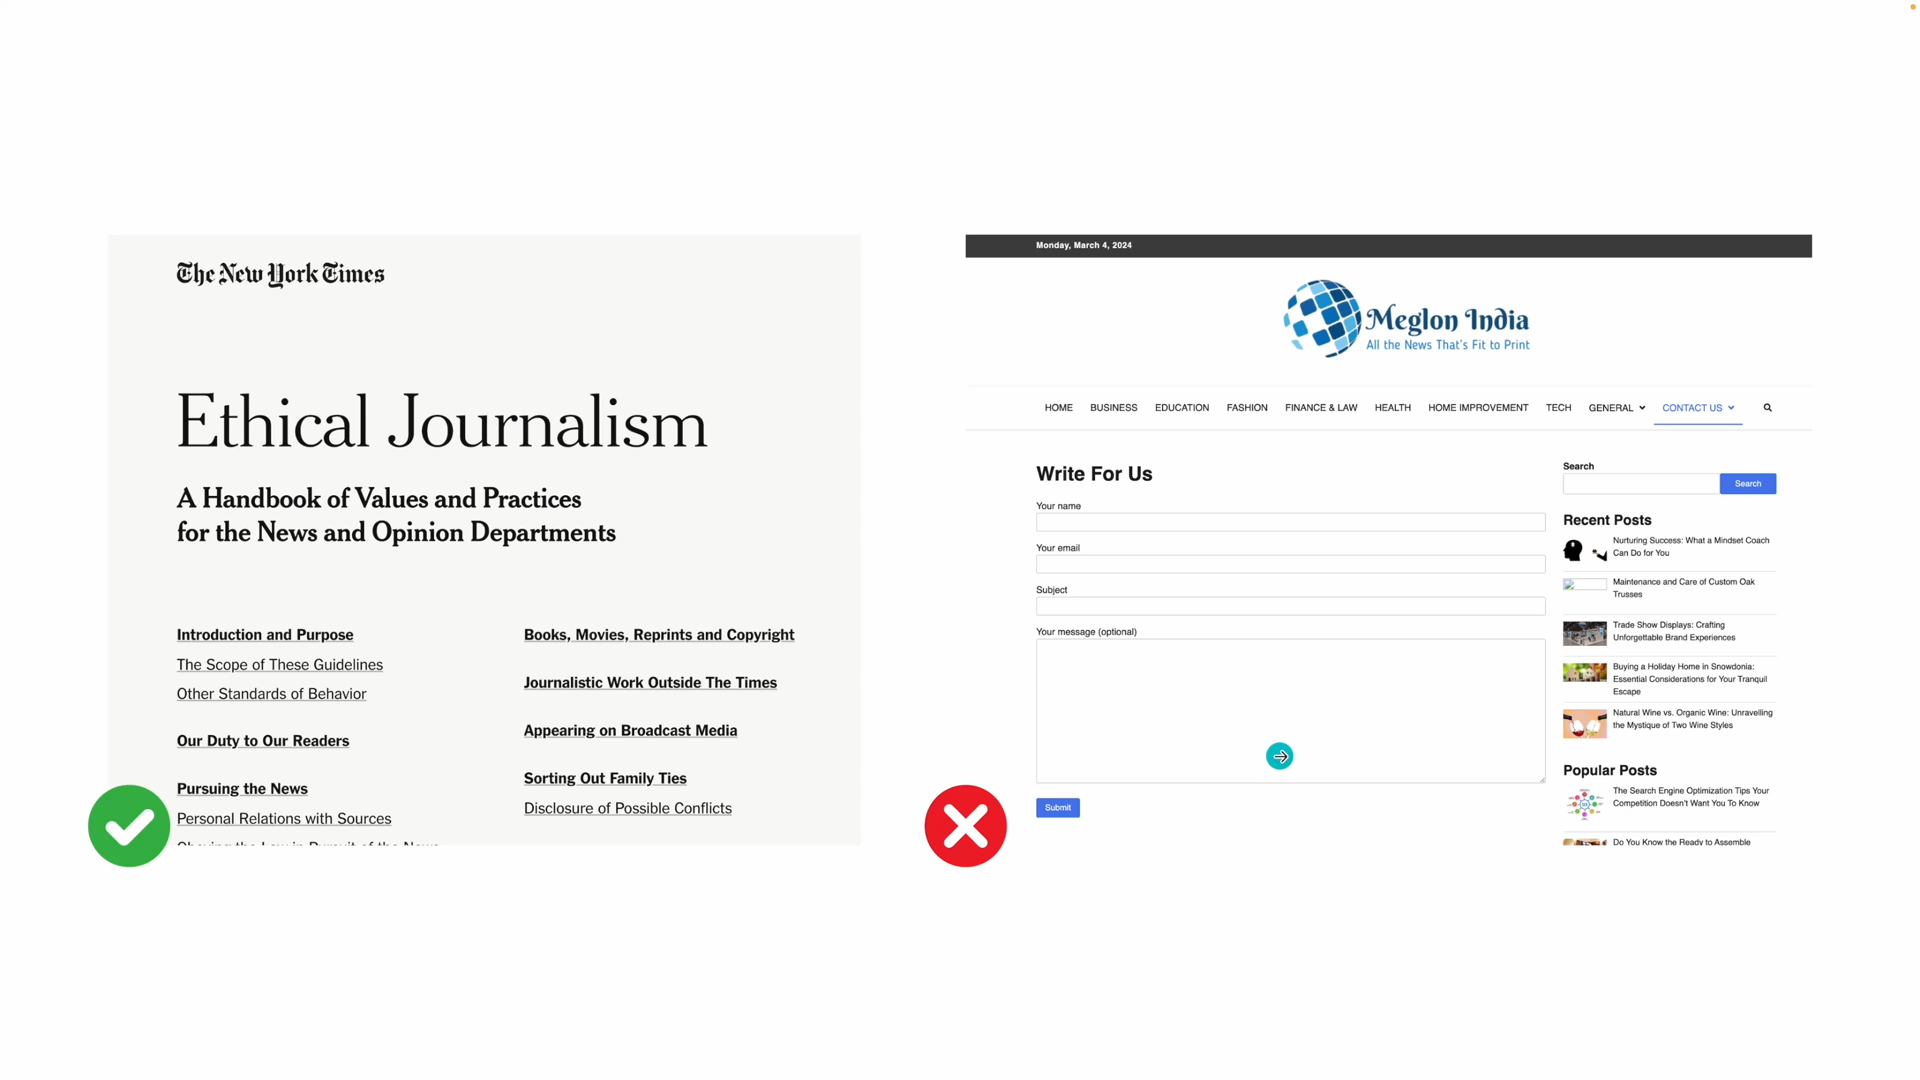 The New York Times
Ethical Journalism
A Handbook of Values and Practices
for the News and Opinion Departments
Introduction and Purpose
The Scope of These Guidelines
Other Standards of Behavior
Our Duty to Our Readers
Pursuing the News
Personal Relations with Sources
Obeying the Law in Pursuit of the News
Books, Movies, Reprints and Copyright
Journalistic Work Outside The Times
Appearing on Broadcast Media
Sorting Out Family Ties
Disclosure of Possible Conflicts
Monday, March 4, 2024
Meglon India
All the News That's Fit to Print
HOME BUSINESS EDUCATION FASHION FINANCE & LAW HEALTH HOME IMPROVEMENT TECH GENERAL CONTACT US
Write For Us
Your name
Your email
Subject
Your message (optional)
Submit
Search
Search
Recent Posts
Nurturing Success: What a Mindset Coach
Can Do for You
Maintenance and Care of Custom Oak
Trusses
Trade Show Displays: Crafting
Unforgettable Brand Experiences
Buying a Holiday Home in Snowdonia:
Essential Considerations for Your Tranquil
Escape
Natural Wine vs. Organic Wine: Unravelling
the Mystique of Two Wine Styles
Popular Posts
The Search Engine Optimization Tips Your
Competition Doesn't Want You To Know
Do You Know the Ready to Assemble